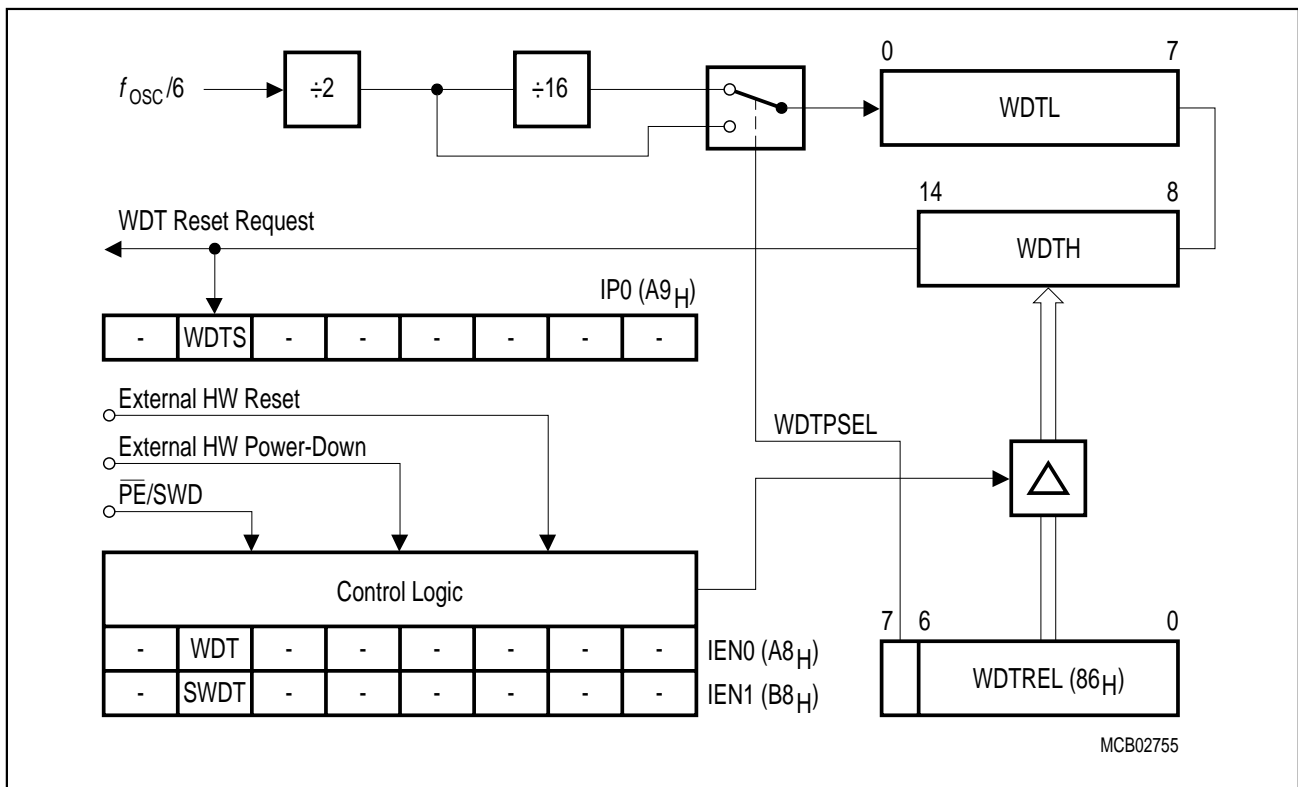 f OSC/6
÷2
÷16
0 7
WDTL
14 8
WDTH
WDT Reset Request
IP0 (A9H)
- WDTS - - - - - -
External HW Reset
External HW Power-Down
P̅E̅/SWD
WDTPSEL
Control Logic
- WDT - - - - - - IEN0 (A8H)
- SWDT - - - - - - IEN1 (B8H)
7 6 0
WDTREL (86H)
MCB02755